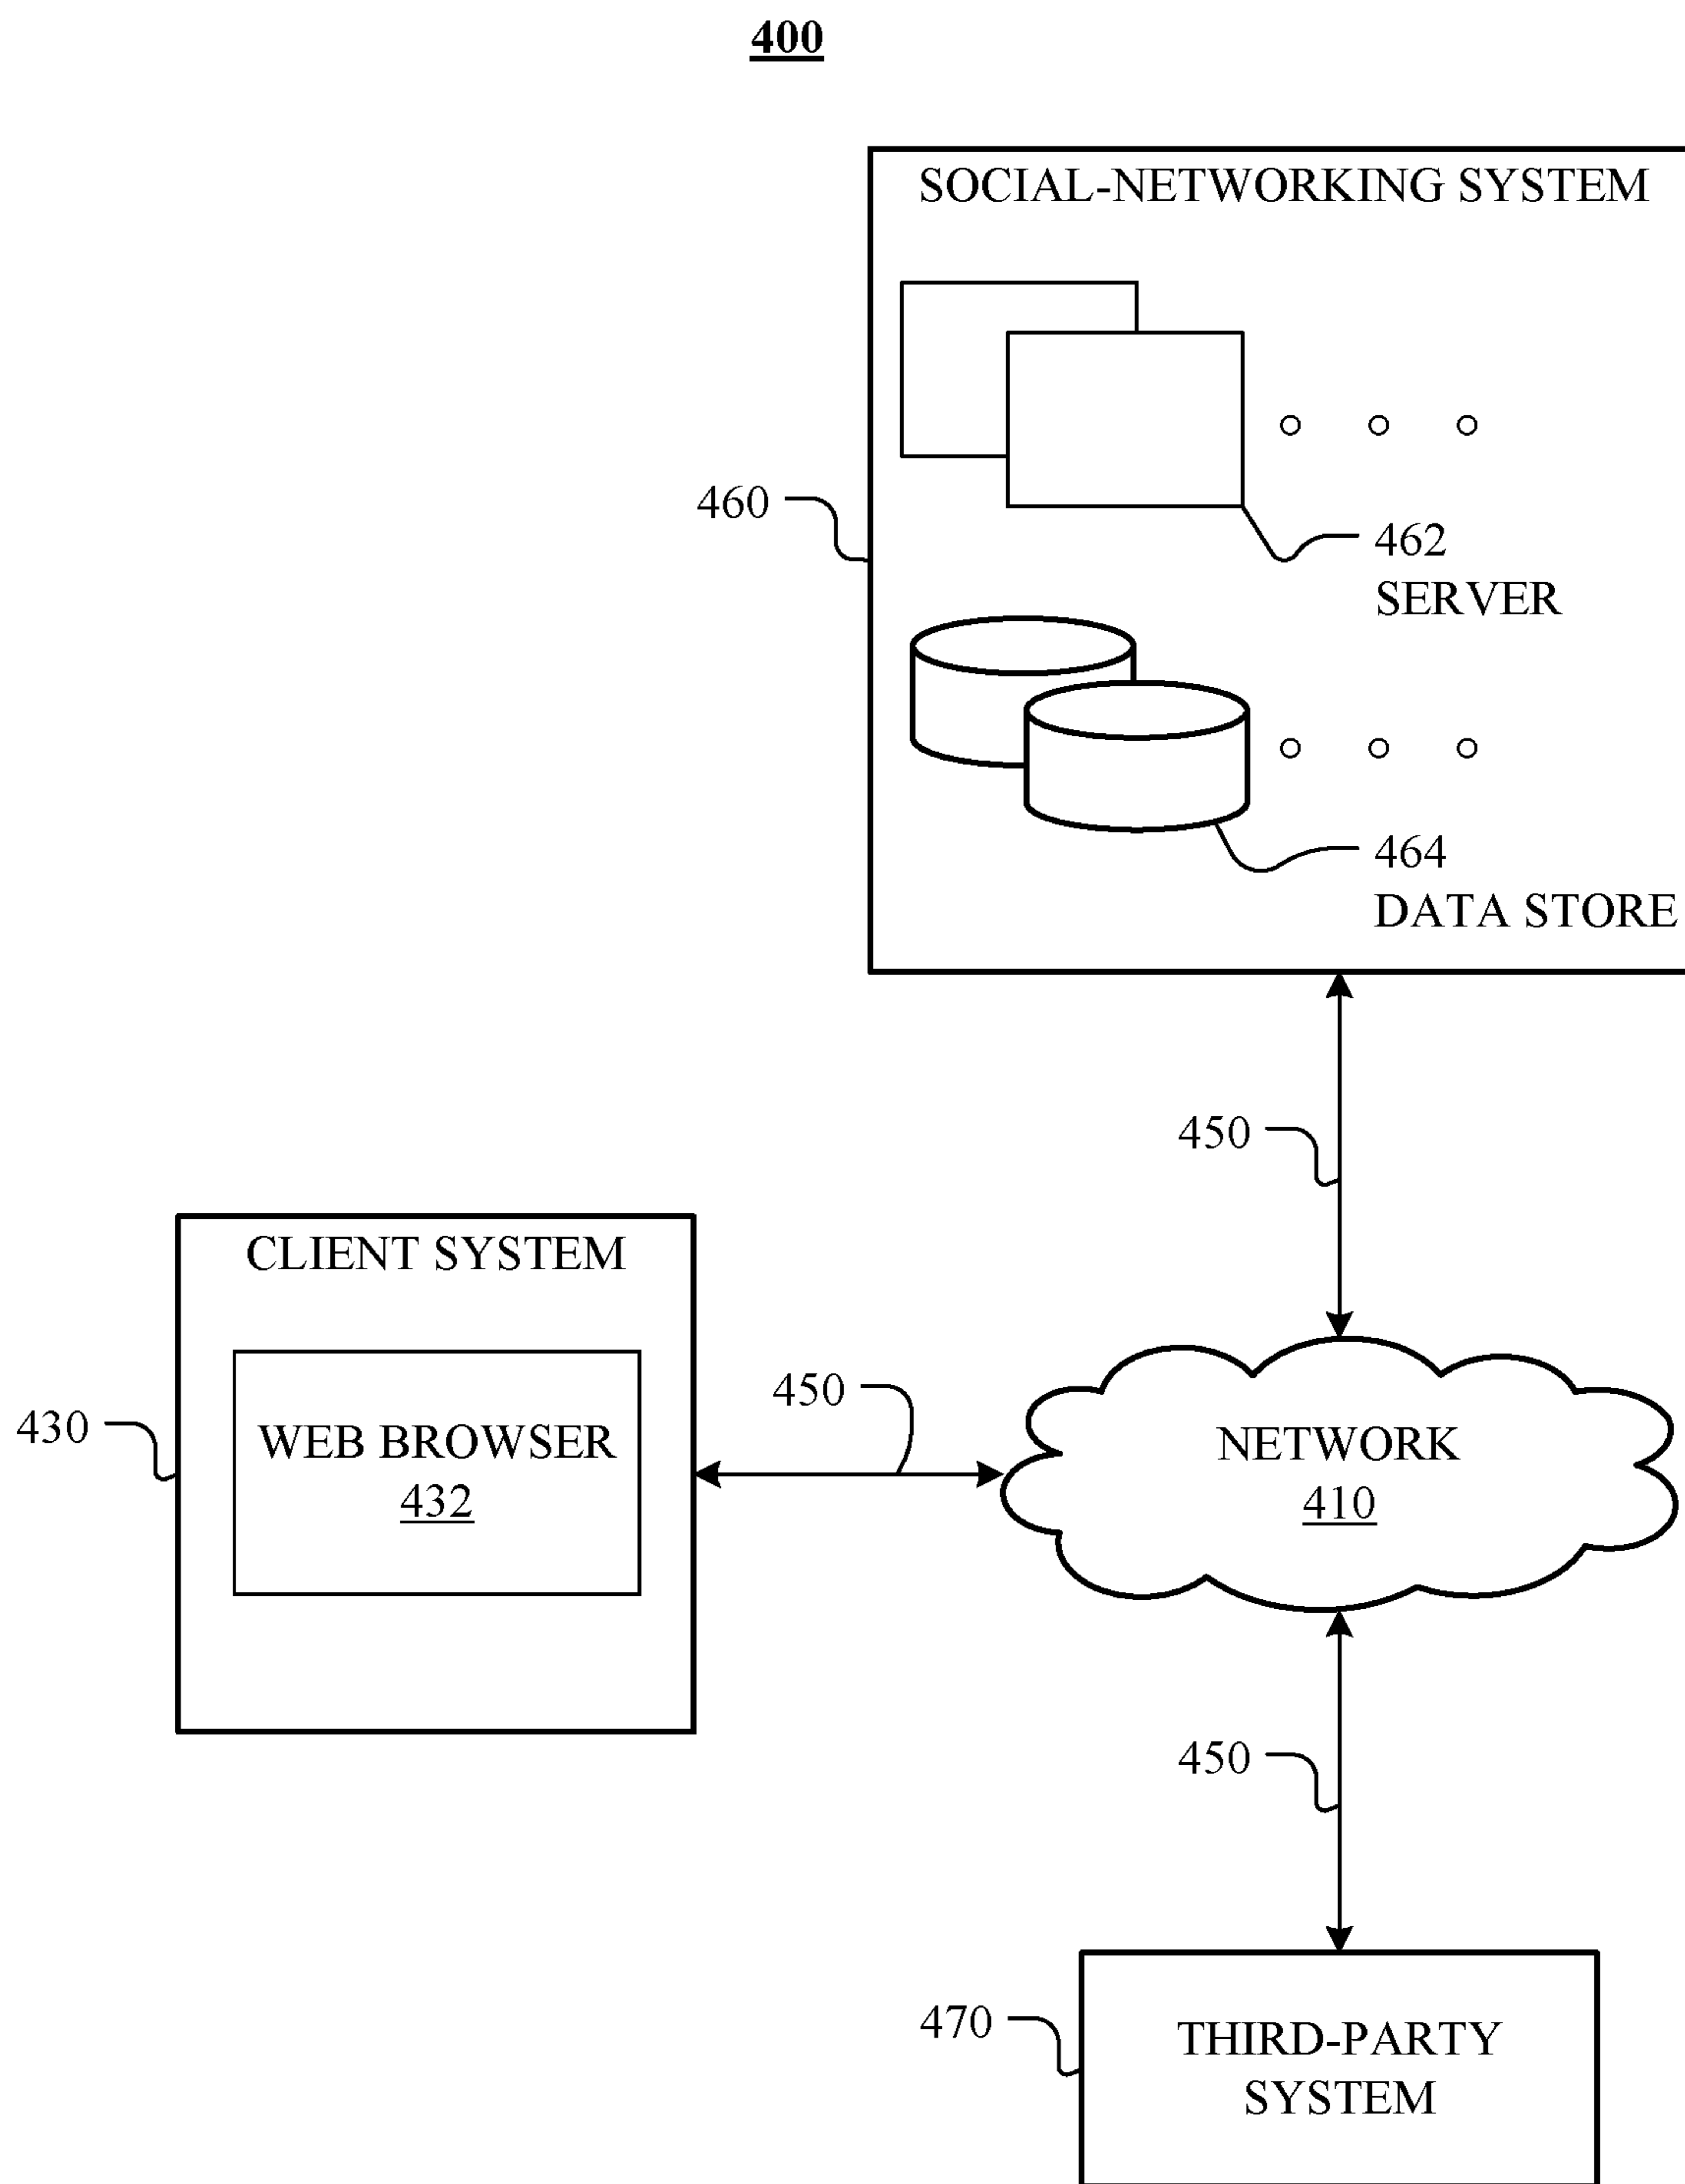 400
SOCIAL-NETWORKING SYSTEM
460
462
SERVER
464
DATA STORE
450
CLIENT SYSTEM
430
WEB BROWSER
432
450
NETWORK
410
450
470
THIRD-PARTY
SYSTEM